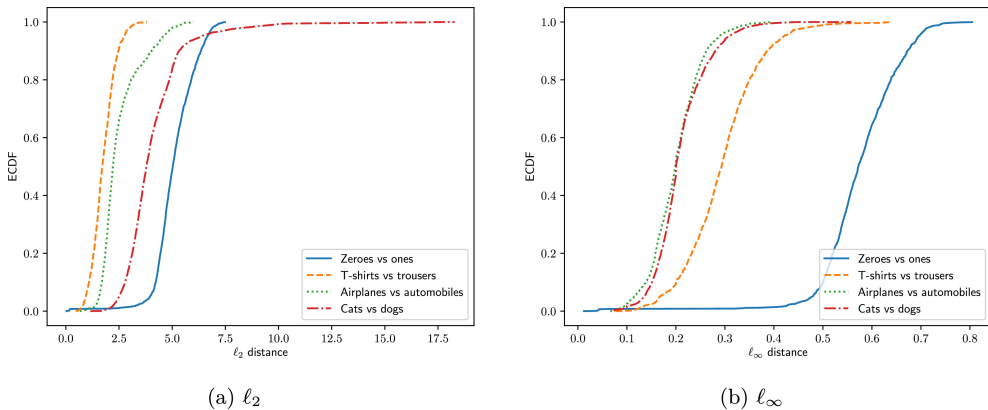 1.0
0.8
0.6
0.4
0.2
0.0
ECDF
0.0 2.5 5.0 7.5 10.0 12.5 15.0 17.5
ℓ2 distance
Zeroes vs ones
T-shirts vs trousers
Airplanes vs automobiles
Cats vs dogs
(a) ℓ2
1.0
0.8
0.6
0.4
0.2
0.0
ECDF
0.0 0.1 0.2 0.3 0.4 0.5 0.6 0.7 0.8
ℓ∞ distance
Zeroes vs ones
T-shirts vs trousers
Airplanes vs automobiles
Cats vs dogs
(b) ℓ∞